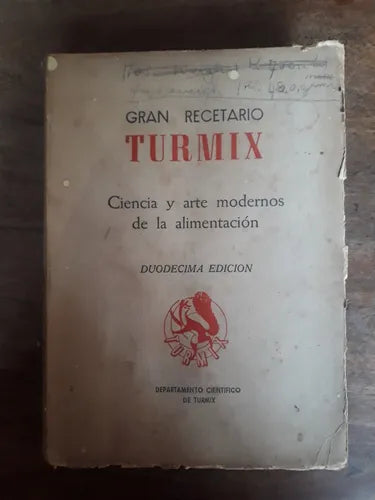 GRAN RECETARIO
TURMIX
Ciencia y arte modernos
de la alimentación
DUODECIMA EDICION
TURMIX
DEPARTAMENTO CIENTIFICO
DE TURMIX